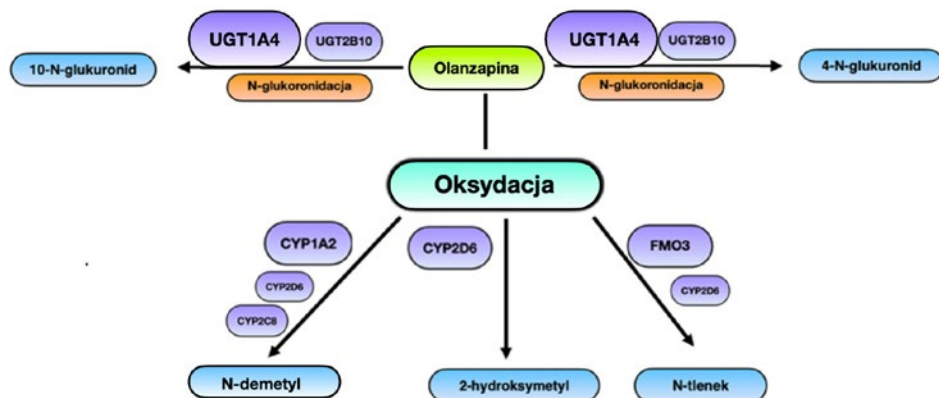 UGT1A4
UGT2B10
UGT1A4
UGT2B10
10-N-glukuronid
Olanzapina
4-N-glukuronid
N-glukoronidacja
N-glukoronidacja
Oksydacja
CYP1A2
CYP2D6
FMO3
CYP2D6
CYP2D6
CYP2C8
N-demetyl
2-hydroksymetyl
N-tlenek